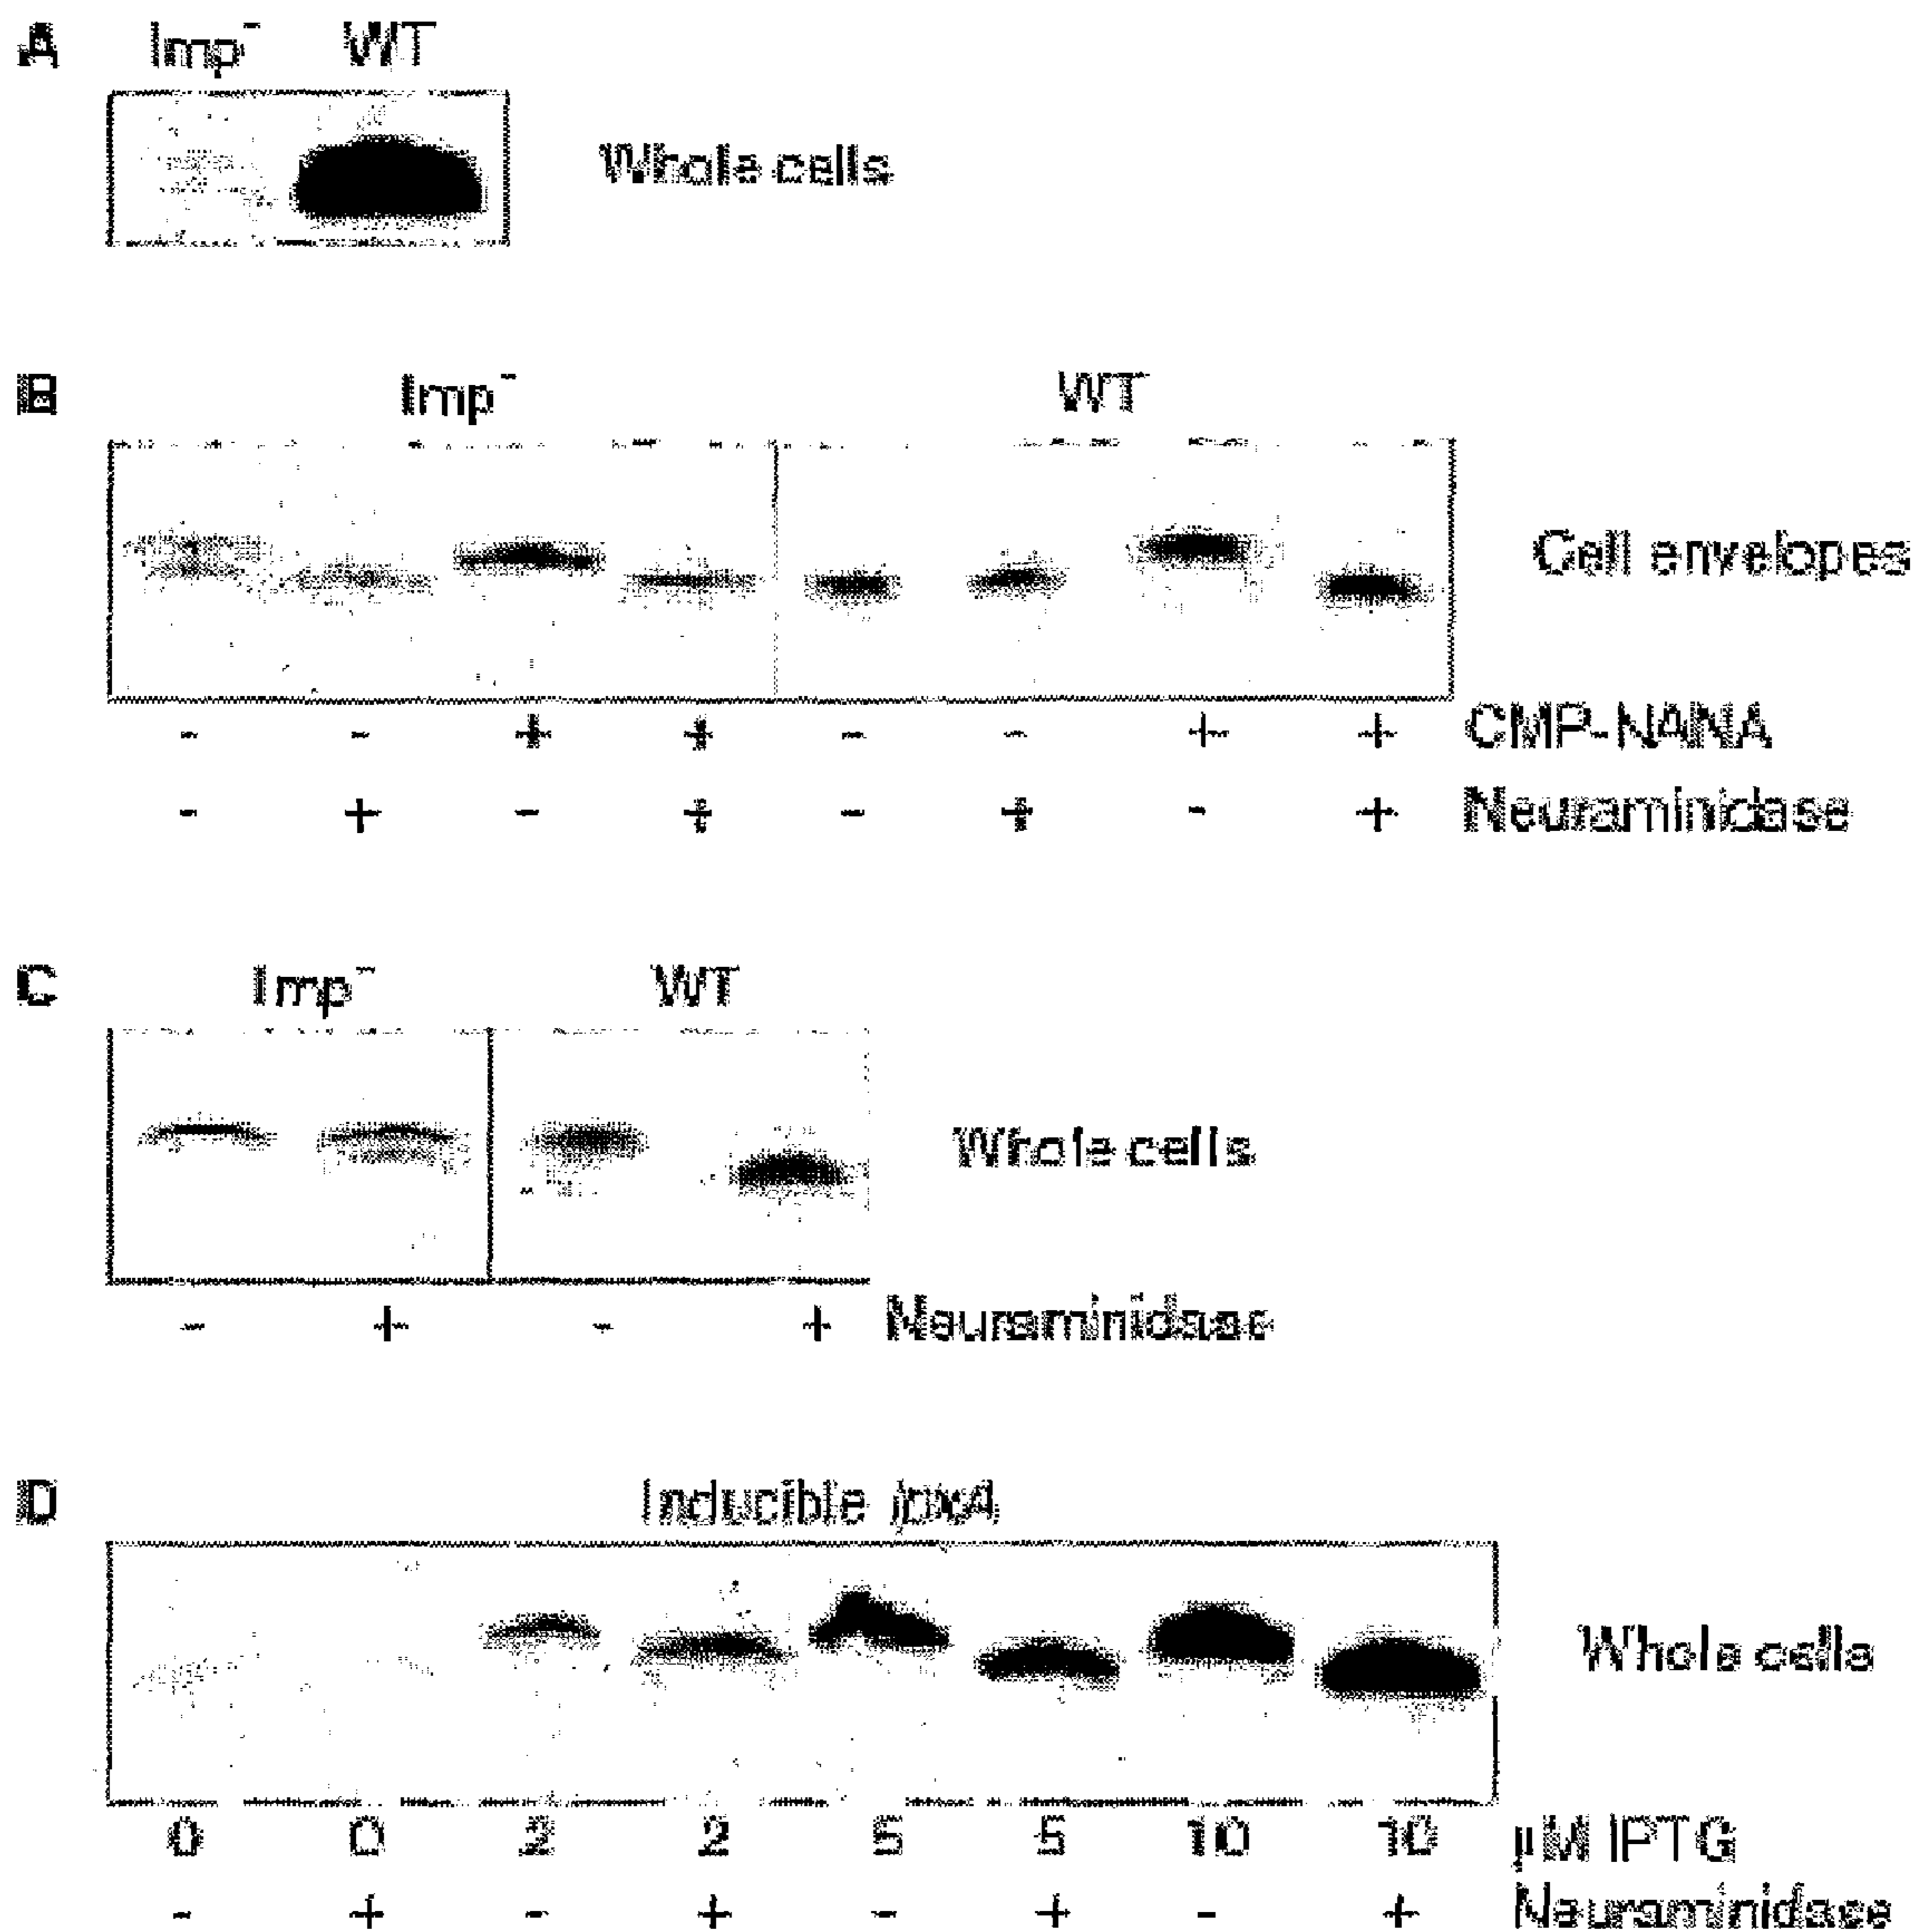 A Imp⁻ WT
Whole cells
B Imp⁻ WT
Cell envelopes
- - + + - - + + CMP-NANA
- + - + - + - + Neuraminidase
C Imp⁻ WT
Whole cells
- + - + Neuraminidase
D Inducible lpxA
Whole cells
0 0 2 2 5 5 10 10 µM IPTG
- + - + - + - + Neuraminidase